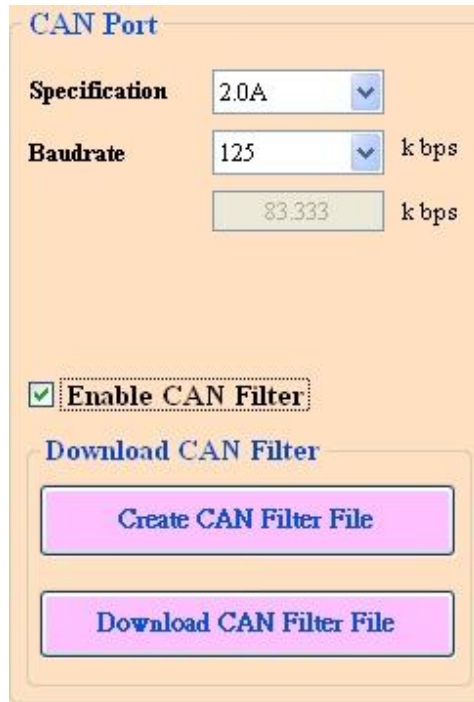 CAN Port
Specification 2.0A
Baudrate 125 k bps
83.333 k bps
Enable CAN Filter
Download CAN Filter
Create CAN Filter File
Download CAN Filter File